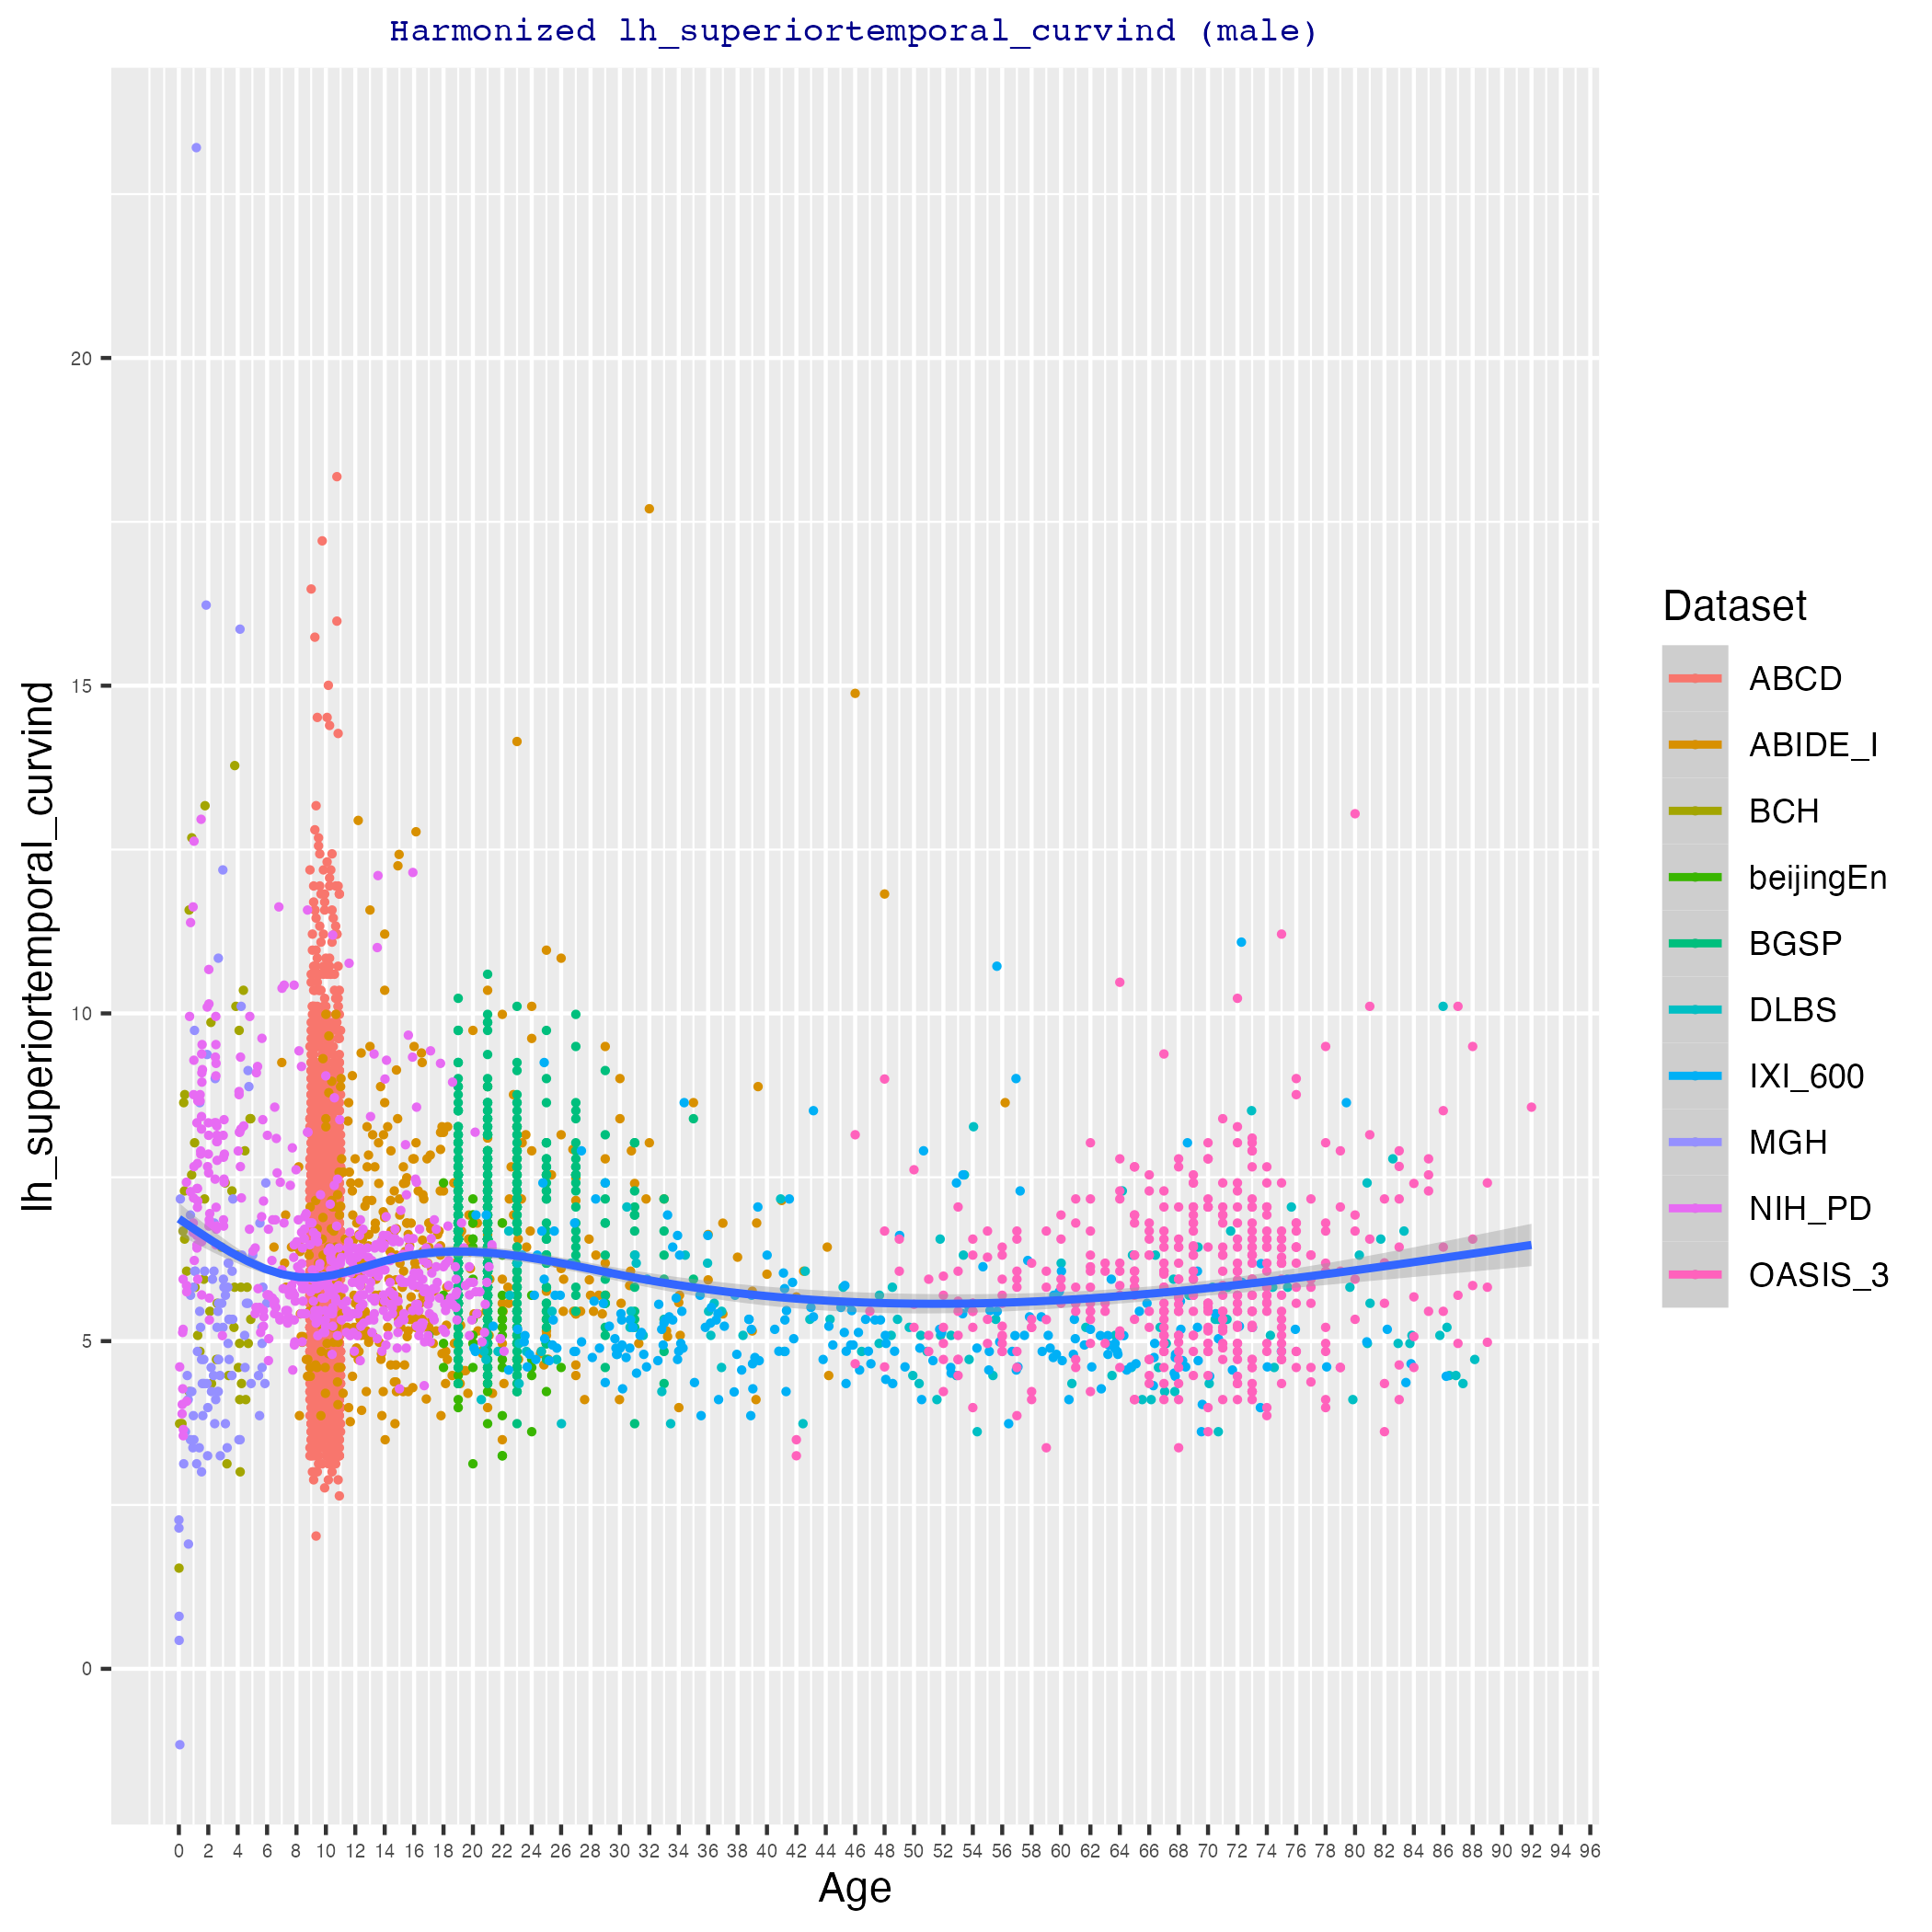 Harmonized lh_superiortemporal_curvind (male)
lh_superiortemporal_curvind
20
15
10
5
0
0 2 4 6 8 10 12 14 16 18 20 22 24 26 28 30 32 34 36 38 40 42 44 46 48 50 52 54 56 58 60 62 64 66 68 70 72 74 76 78 80 82 84 86 88 90 92 94 96
Age
Dataset
ABCD
ABIDE_I
BCH
beijingEn
BGSP
DLBS
IXI_600
MGH
NIH_PD
OASIS_3